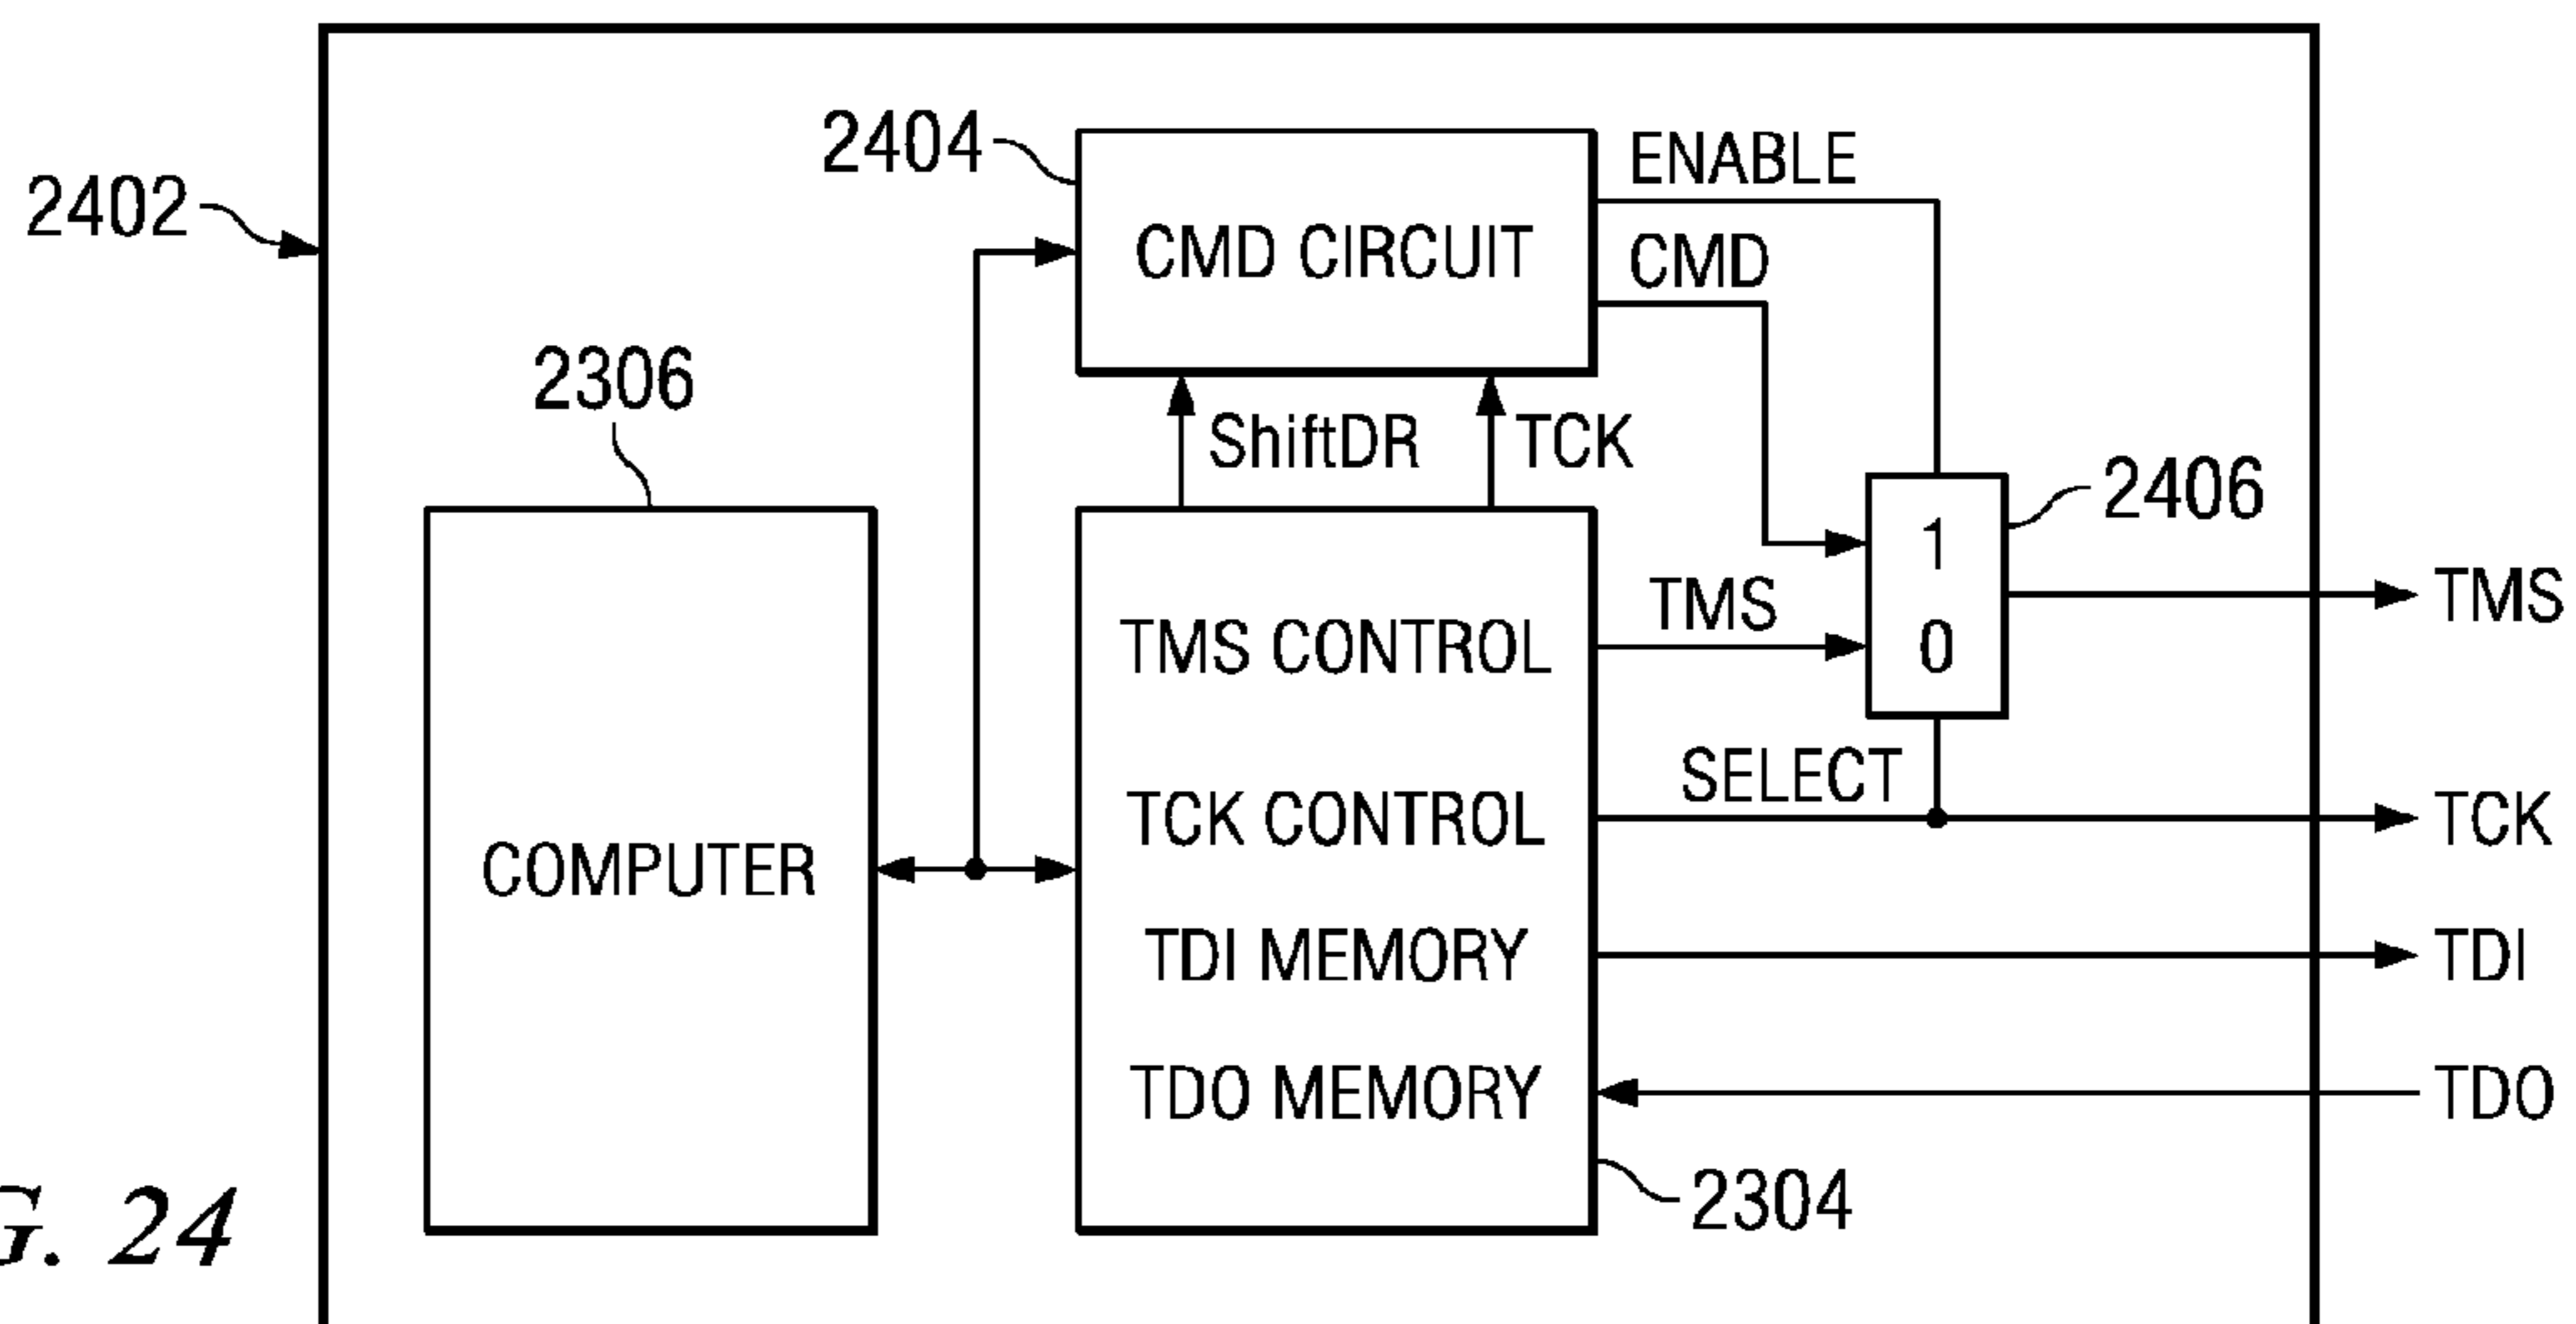 2402
2404
CMD CIRCUIT
ENABLE
CMD
2306
ShiftDR
TCK
2406
1
0
COMPUTER
TMS CONTROL
TCK CONTROL
TDI MEMORY
TDO MEMORY
TMS
SELECT
TMS
TCK
TDI
TDO
2304
G. 24